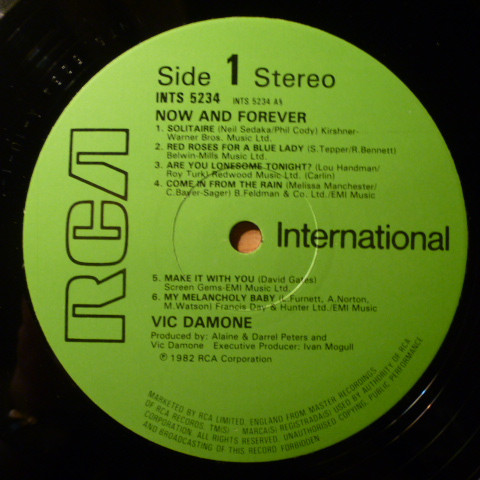 Side 1 Stereo
INTS 5234 INTS 5234 A1
NOW AND FOREVER
1. SOLITAIRE (Neil Sedaka/Phil Cody) Kirshner-
Warner Bros. Music Ltd.
2. RED ROSES FOR A BLUE LADY (S.Tepper/R.Bennett)
Belwin-Mills Music Ltd.
3. ARE YOU LONESOME TONIGHT? (Lou Handman/
Roy Turk) Redwood Music Ltd. (Carlin)
4. COME IN FROM THE RAIN (Melissa Manchester/
C.Bayer-Sager) B.Feldman & Co. Ltd./EMI Music
RCA
International
5. MAKE IT WITH YOU (David Gates)
Screen Gems-EMI Music Ltd.
6. MY MELANCHOLY BABY (E.Furnett, A.Norton,
M.Watson) Francis Day & Hunter Ltd./EMI Music
VIC DAMONE
Produced by: Alaine & Darrel Peters and
Vic Damone Executive Producer: Ivan Mogull
℗ 1982 RCA Corporation
MARKETED BY RCA LIMITED, ENGLAND FROM MASTER RECORDINGS
OF RCA RECORDS. TM(S) ® MARCA(S) REGISTRADA(S) USED BY AUTHORITY OF RCA
CORPORATION. ALL RIGHTS RESERVED. UNAUTHORISED COPYING, PUBLIC PERFORMANCE
AND BROADCASTING OF THIS RECORD FORBIDDEN